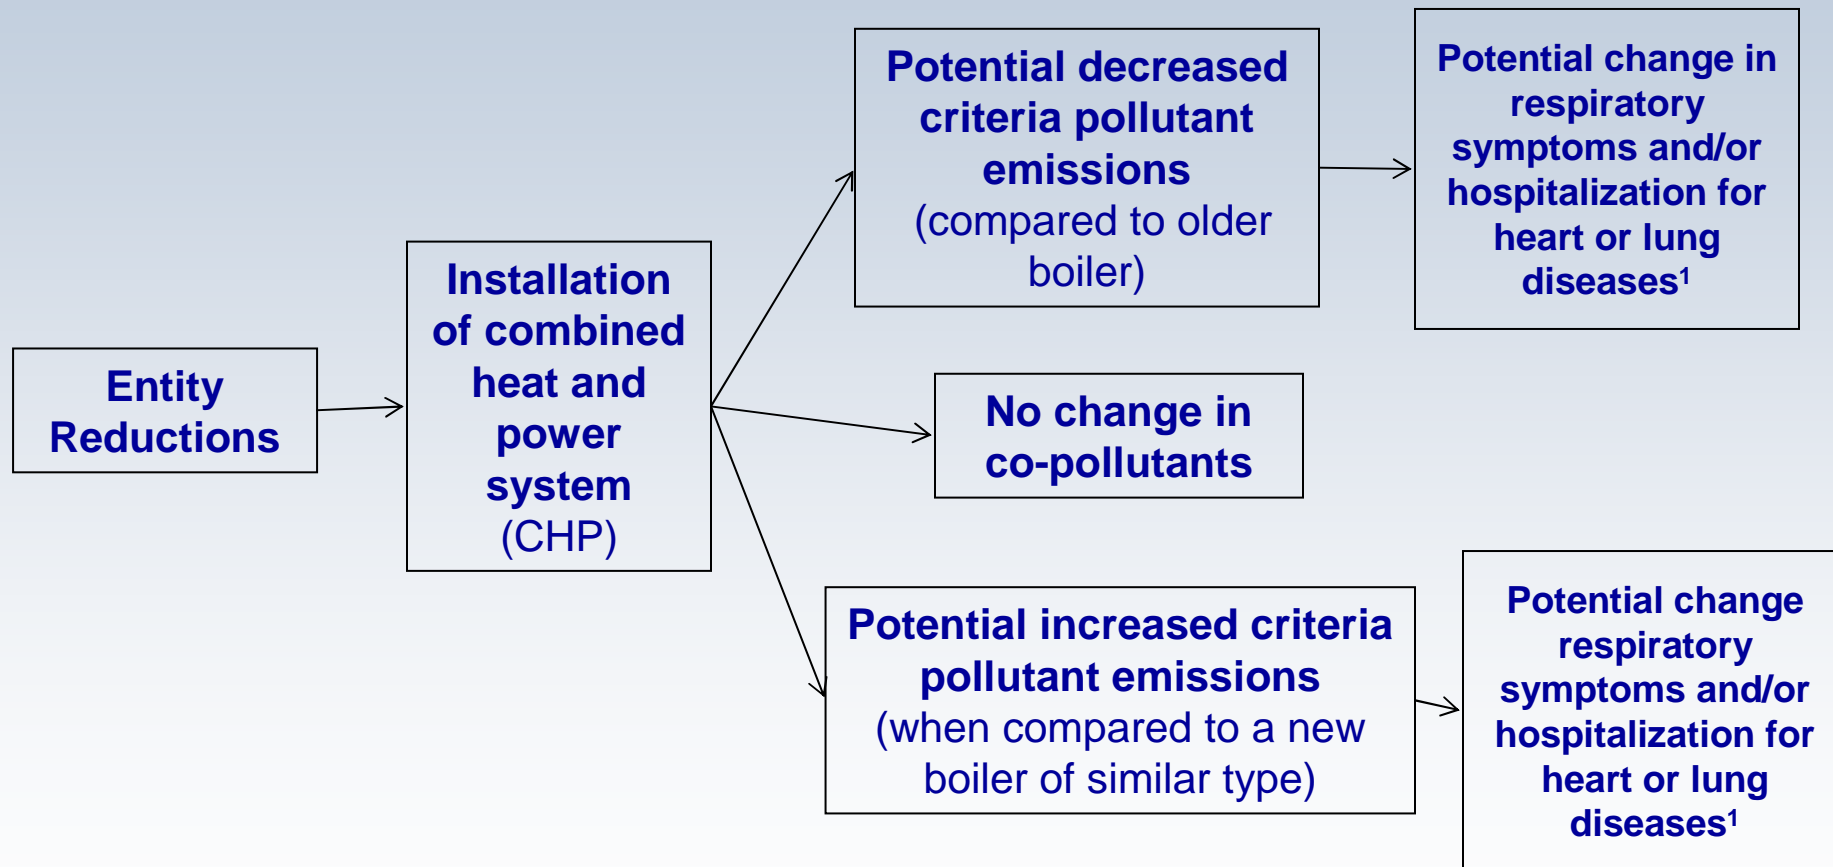 Entity
Reductions
Installation
of combined
heat and
power
system
(CHP)
Potential decreased
criteria pollutant
emissions
(compared to older
boiler)
Potential change in
respiratory
symptoms and/or
hospitalization for
heart or lung
diseases¹
No change in
co-pollutants
Potential increased criteria
pollutant emissions
(when compared to a new
boiler of similar type)
Potential change
respiratory
symptoms and/or
hospitalization for
heart or lung
diseases¹